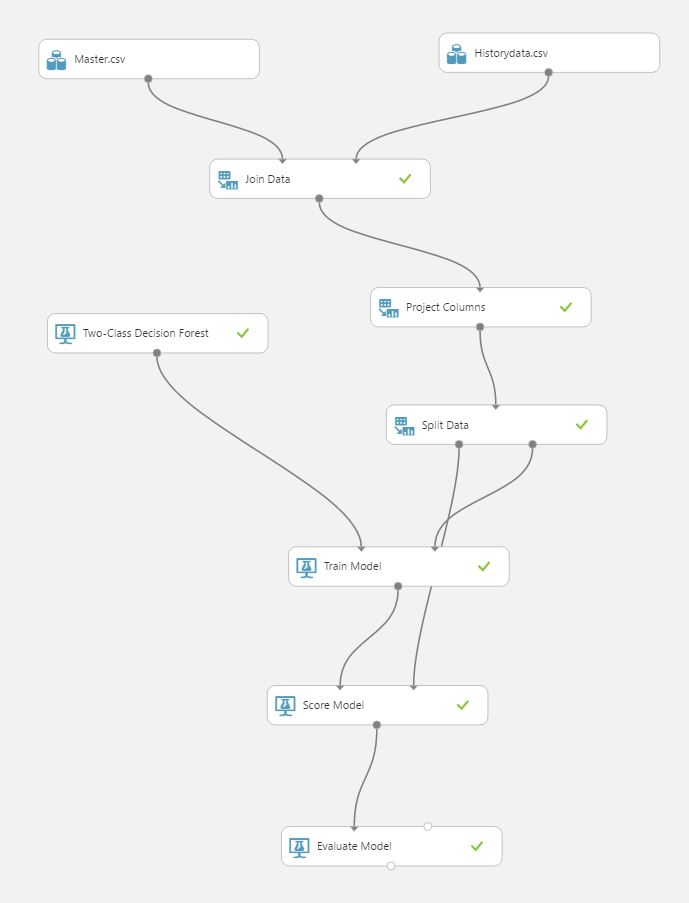 Master.csv
Historydata.csv
Join Data
Project Columns
Two-Class Decision Forest
Split Data
Train Model
Score Model
Evaluate Model